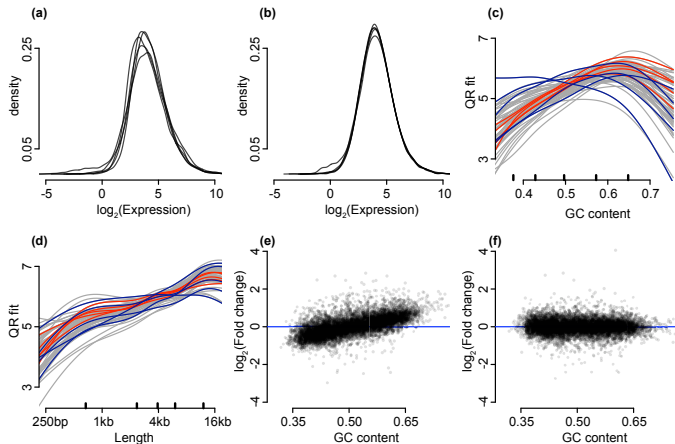 (a)
density
0.05 0.25
-5 0 5 10
log2(Expression)
(b)
density
0.05 0.25
-5 0 5 10
log2(Expression)
(c)
QR fit
3 5 7
0.4 0.5 0.6 0.7
GC content
(d)
QR fit
3 5 7
250bp 1kb 4kb 16kb
Length
(e)
log2(Fold change)
-4 -2 0 2 4
0.35 0.50 0.65
GC content
(f)
log2(Fold change)
-4 -2 0 2 4
0.35 0.50 0.65
GC content